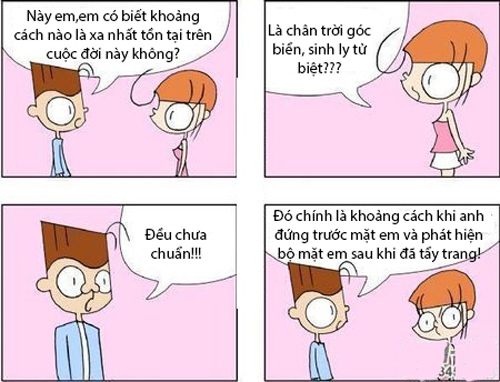 Này em,em có biết khoảng
cách nào là xa nhất tồn tại trên
cuộc đời này không?
Là chân trời góc
biển, sinh ly tử
biệt???
Đều chưa
chuẩn!!!
Đó chính là khoảng cách khi anh
đứng trước mặt em và phát hiện
bộ mặt em sau khi đã tẩy trang!